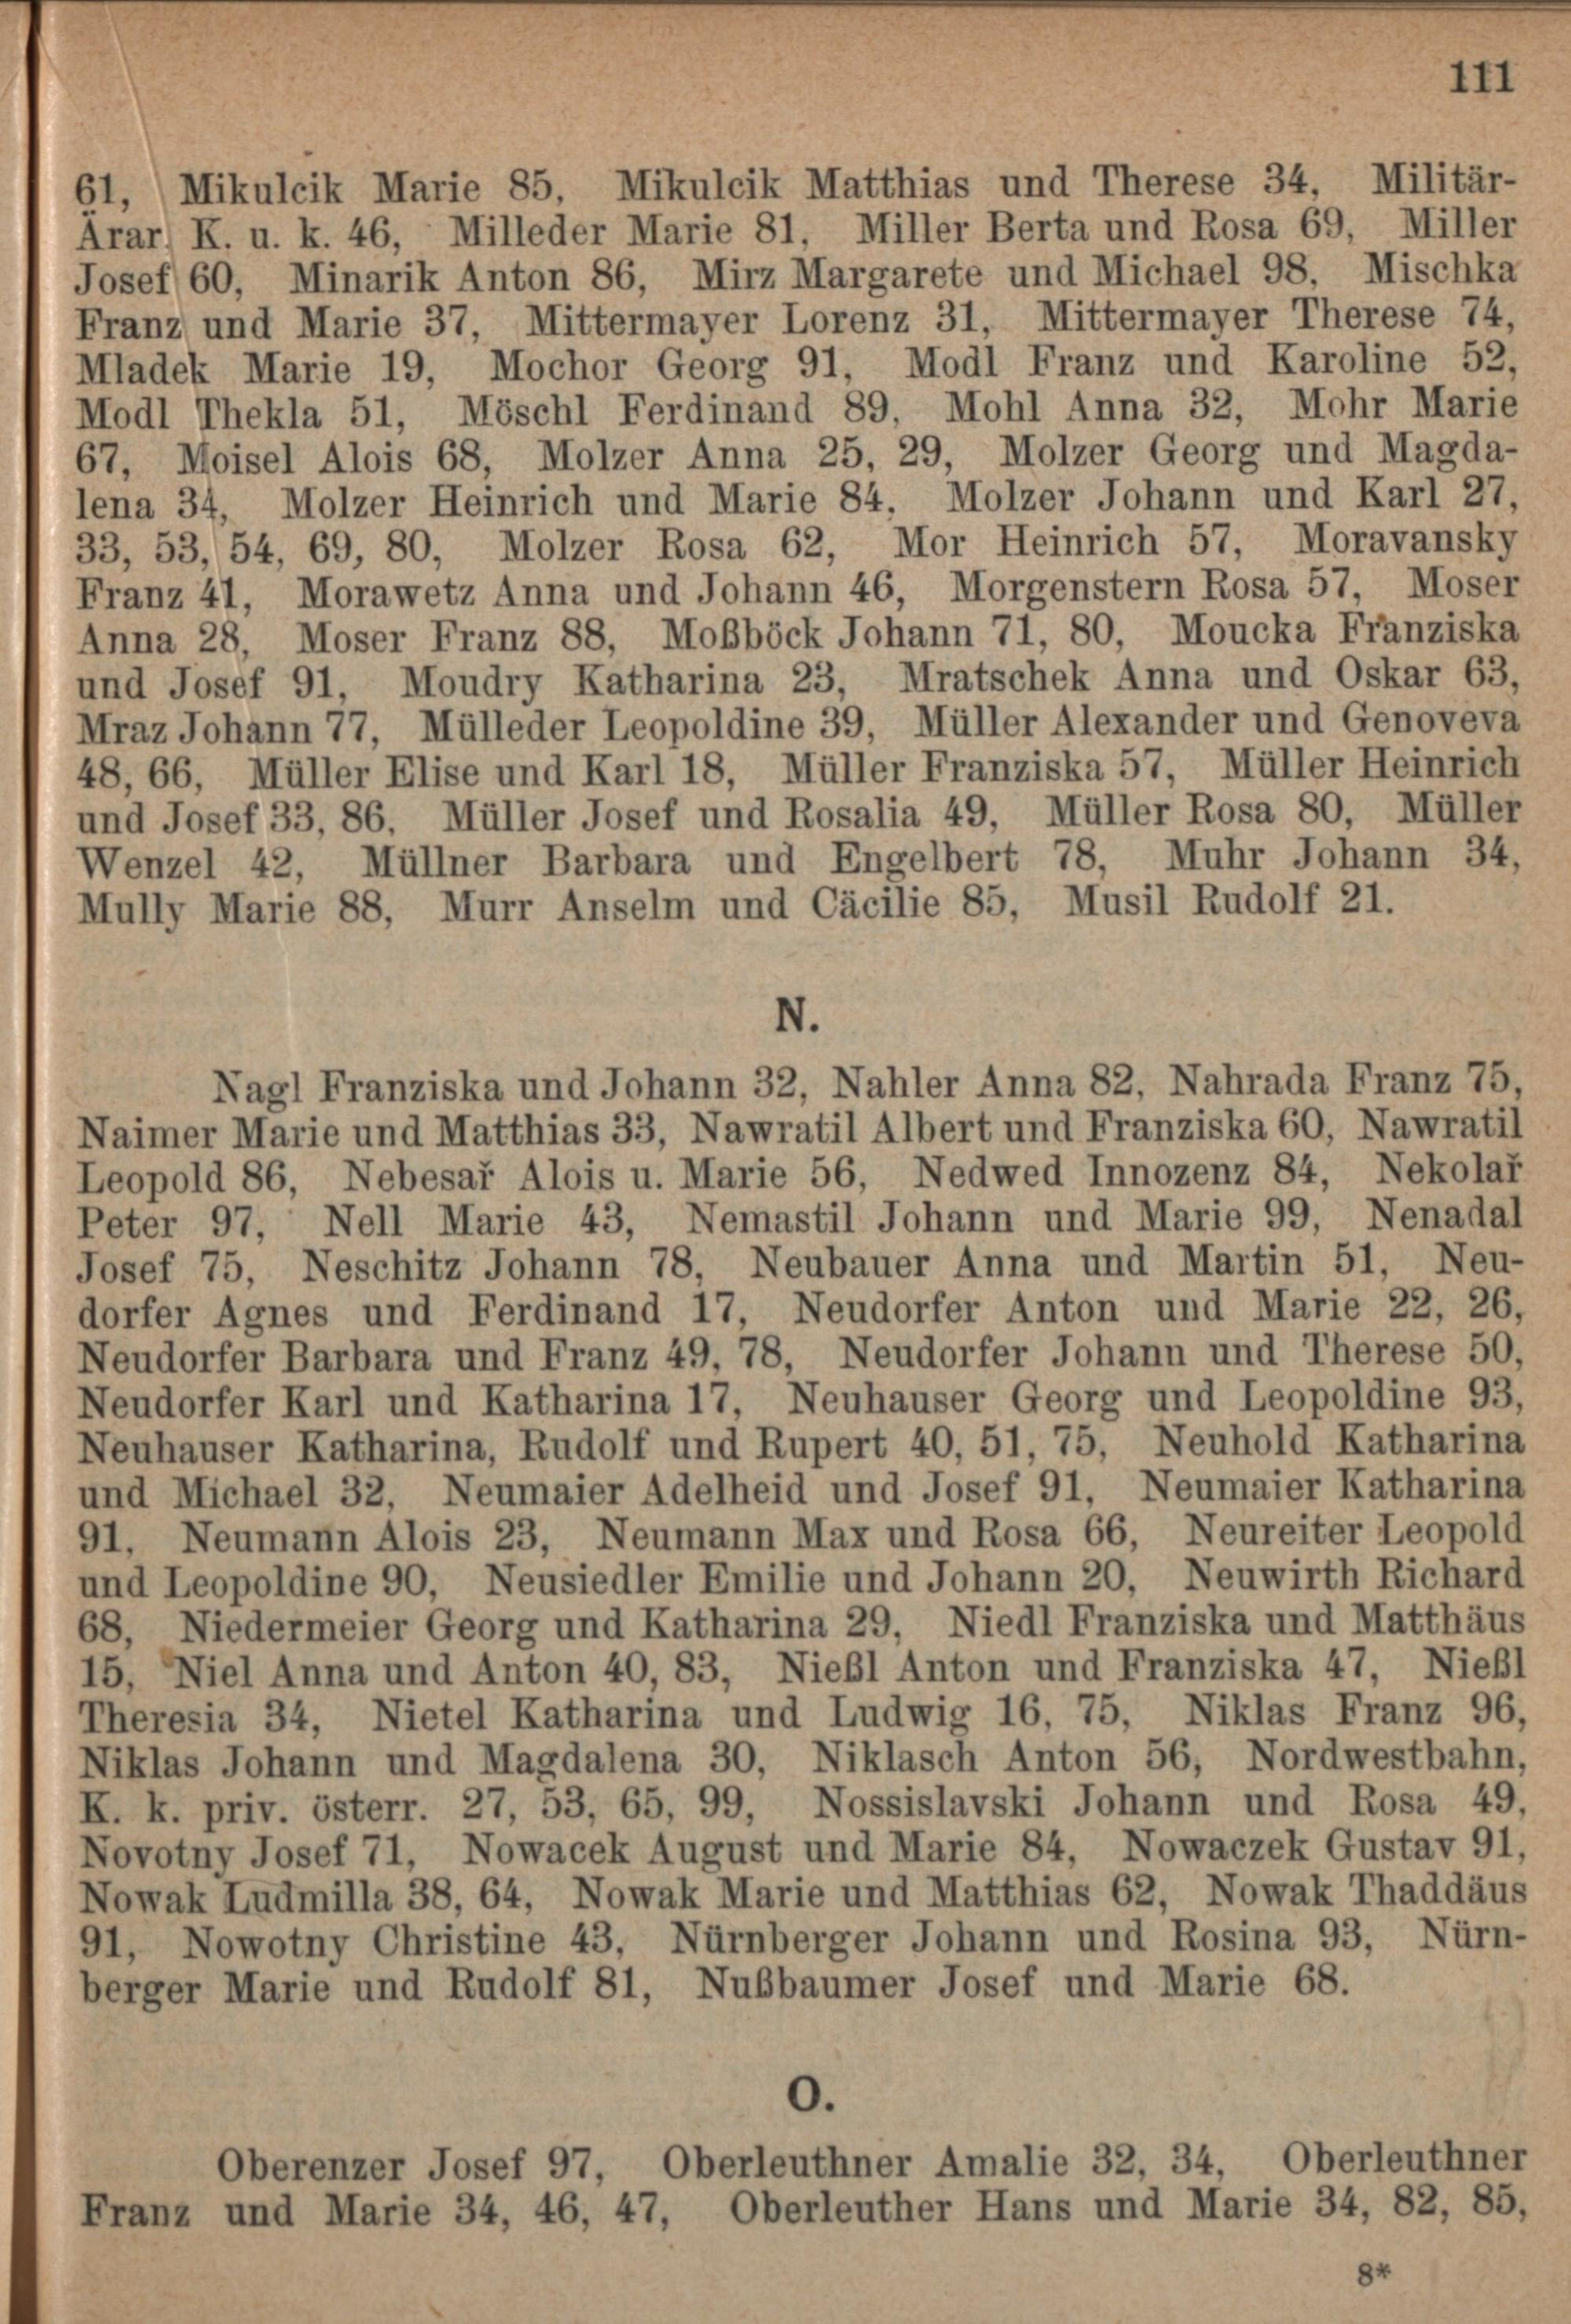 111
61, Mikulcik Marie 85, Mikulcik Matthias und Therese 34, Militär-
Ärar, K. u. k. 46, Milleder Marie 81, Miller Berta und Rosa 69, Miller
Josef 60, Minarik Anton 86, Mirz Margarete und Michael 98, Mischka
Franz und Marie 37, Mittermayer Lorenz 31, Mittermayer Therese 74,
Mladek Marie 19, Mochor Georg 91, Modl Franz und Karoline 52,
Modl Thekla 51, Möschl Ferdinand 89, Mohl Anna 32, Mohr Marie
67, Moisel Alois 68, Molzer Anna 25, 29, Molzer Georg und Magda-
lena 34, Molzer Heinrich und Marie 84, Molzer Johann und Karl 27,
33, 53, 54, 69, 80, Molzer Rosa 62, Mor Heinrich 57, Moravansky
Franz 41, Morawetz Anna und Johann 46, Morgenstern Rosa 57, Moser
Anna 28, Moser Franz 88, Moßböck Johann 71, 80, Moucka Franziska
und Josef 91, Moudry Katharina 23, Mratschek Anna und Oskar 63,
Mraz Johann 77, Mülleder Leopoldine 39, Müller Alexander und Genoveva
48, 66, Müller Elise und Karl 18, Müller Franziska 57, Müller Heinrich
und Josef 33, 86, Müller Josef und Rosalia 49, Müller Rosa 80, Müller
Wenzel 42, Müllner Barbara und Engelbert 78, Muhr Johann 34,
Mully Marie 88, Murr Anselm und Cäcilie 85, Musil Rudolf 21.
N.
Nagl Franziska und Johann 32, Nahler Anna 82, Nahrada Franz 75,
Naimer Marie und Matthias 33, Nawratil Albert und Franziska 60, Nawratil
Leopold 86, Nebesař Alois u. Marie 56, Nedwed Innozenz 84, Nekolař
Peter 97, Nell Marie 43, Nemastil Johann und Marie 99, Nenadal
Josef 75, Neschitz Johann 78, Neubauer Anna und Martin 51, Neu-
dorfer Agnes und Ferdinand 17, Neudorfer Anton und Marie 22, 26,
Neudorfer Barbara und Franz 49, 78, Neudorfer Johann und Therese 50,
Neudorfer Karl und Katharina 17, Neuhauser Georg und Leopoldine 93,
Neuhauser Katharina, Rudolf und Rupert 40, 51, 75, Neuhold Katharina
und Michael 32, Neumaier Adelheid und Josef 91, Neumaier Katharina
91, Neumann Alois 23, Neumann Max und Rosa 66, Neureiter Leopold
und Leopoldine 90, Neusiedler Emilie und Johann 20, Neuwirth Richard
68, Niedermeier Georg und Katharina 29, Niedl Franziska und Matthäus
15, Niel Anna und Anton 40, 83, Nießl Anton und Franziska 47, Nießl
Theresia 34, Nietel Katharina und Ludwig 16, 75, Niklas Franz 96,
Niklas Johann und Magdalena 30, Niklasch Anton 56, Nordwestbahn,
K. k. priv. österr. 27, 53, 65, 99, Nossislavski Johann und Rosa 49,
Novotny Josef 71, Nowacek August und Marie 84, Nowaczek Gustav 91,
Nowak Ludmilla 38, 64, Nowak Marie und Matthias 62, Nowak Thaddäus
91, Nowotny Christine 43, Nürnberger Johann und Rosina 93, Nürn-
berger Marie und Rudolf 81, Nußbaumer Josef und Marie 68.
O.
Oberenzer Josef 97, Oberleuthner Amalie 32, 34, Oberleuthner
Franz und Marie 34, 46, 47, Oberleuther Hans und Marie 34, 82, 85,
8*